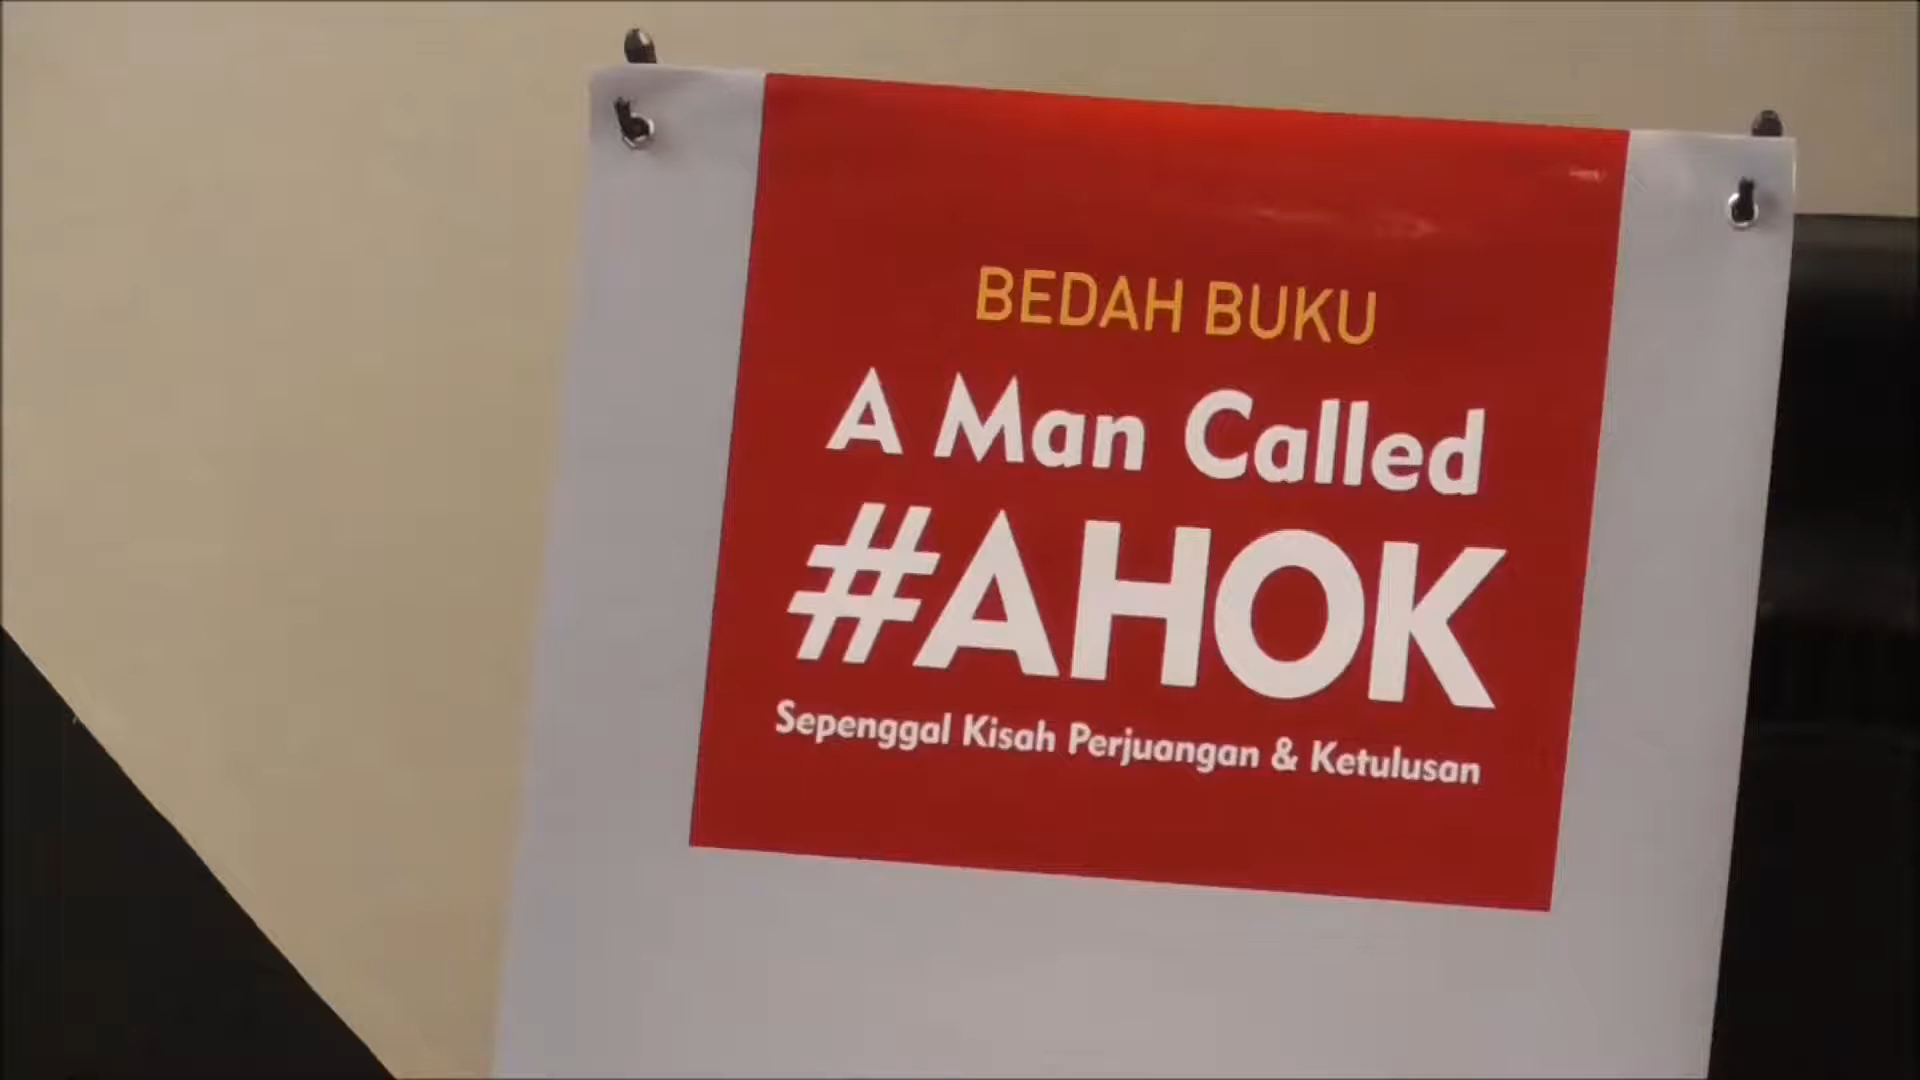 BEDAH BUKU
A Man Called
#AHOK
Sepenggal Kisah Perjuangan & Ketulusan